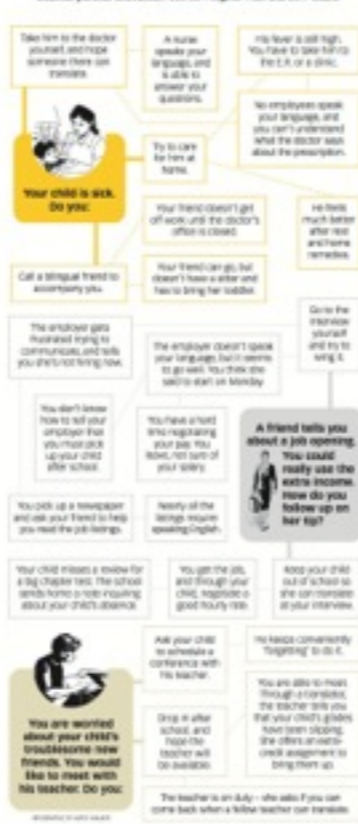 Take him to the doctor
yourself, and hope
someone there can
translate.
A nurse
speaks your
language, and
is able to
answer your
questions.
His fever is still high.
You have to take him to
the E.R. or a clinic.
No employees speak
your language, and
you can't understand
what the doctor says
about the prescription.
Your child is sick.
Do you:
Try to care
for him at
home.
Your friend doesn't get
off work until the doctor's
office is closed.
He feels
much better
after rest
and home
remedies.
Call a bilingual friend to
accompany you.
Your friend can go, but
doesn't have a sitter and
has to bring her toddler.
Go to the
interview
yourself
and try to
wing it.
The employer gets
frustrated trying to
communicate, and tells
you she's not hiring now.
The employer doesn't speak
your language, but it seems
to go well. You think she
said to start on Monday.
You don't know
how to tell your
employer that
you must pick
up your child
after school.
You have a hard
time negotiating
your pay. You
leave, not sure of
your salary.
A friend tells you
about a job opening.
You could
really use the
extra income.
How do you
follow up on
her tip?
You pick up a newspaper
and ask your friend to help
you read the job listings.
Nearly all the
listings require
speaking English.
Your child misses a review for
a big chapter test. The school
sends home a note inquiring
about your child's absence.
You get the job,
and through your
child, negotiate a
good hourly rate.
Keep your child
out of school so
she can translate
at your interview.
Ask your child
to schedule a
conference with
his teacher.
He keeps conveniently
"forgetting" to do it.
You are worried
about your child's
troublesome new
friends. You would
like to meet with
his teacher. Do you:
Drop in after
school, and
hope the
teacher will
be available.
You are able to meet.
Through a translator,
the teacher tells you
that your child's grades
have been slipping.
She offers an extra-
credit assignment to
bring them up.
The teacher is on duty – she asks if you can
come back when a fellow teacher can translate.